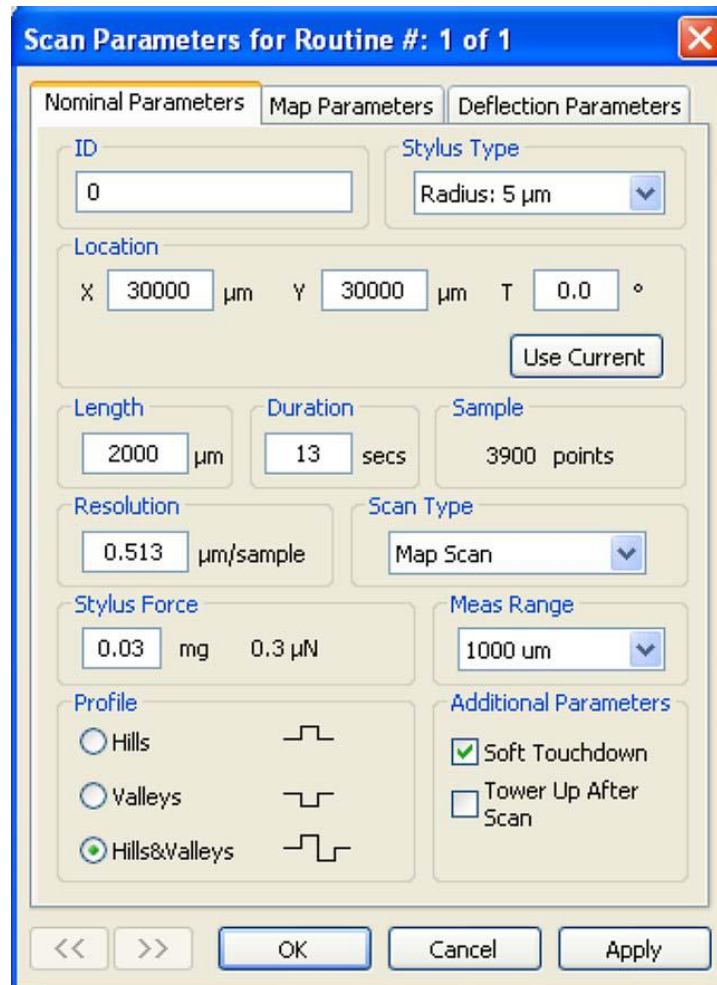 Scan Parameters for Routine #: 1 of 1
Nominal Parameters Map Parameters Deflection Parameters
ID Stylus Type
0 Radius: 5 µm
Location
X 30000 µm Y 30000 µm T 0.0 °
Use Current
Length Duration Sample
2000 µm 13 secs 3900 points
Resolution Scan Type
0.513 µm/sample Map Scan
Stylus Force Meas Range
0.03 mg 0.3 µN 1000 um
Profile Additional Parameters
Hills Soft Touchdown
Valleys Tower Up After
Scan
Hills&Valleys
<< >> OK Cancel Apply